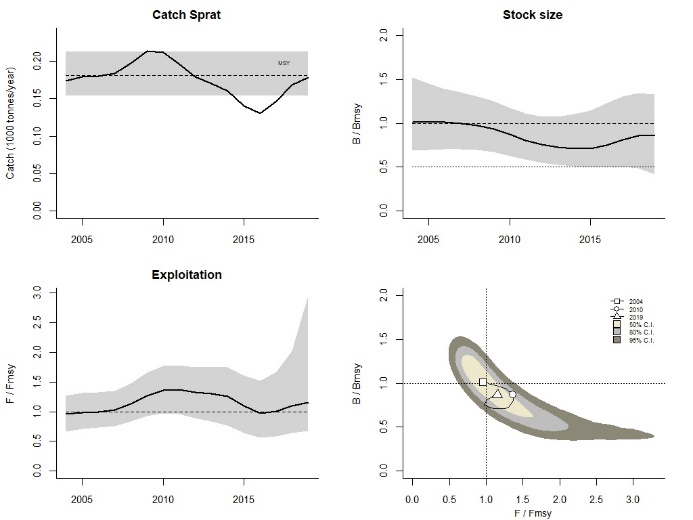 Catch Sprat
Catch (1000 tonnes/year)
0.00 0.05 0.10 0.15 0.20
MSY
2005 2010 2015
Stock size
B / Bmsy
0.0 0.5 1.0 1.5 2.0
2005 2010 2015
Exploitation
F / Fmsy
0.0 0.5 1.0 1.5 2.0 2.5 3.0
2005 2010 2015
B / Bmsy
0.0 0.5 1.0 1.5 2.0
2004
2010
2019
50% C.I.
80% C.I.
95% C.I.
0.0 0.5 1.0 1.5 2.0 2.5 3.0
F / Fmsy